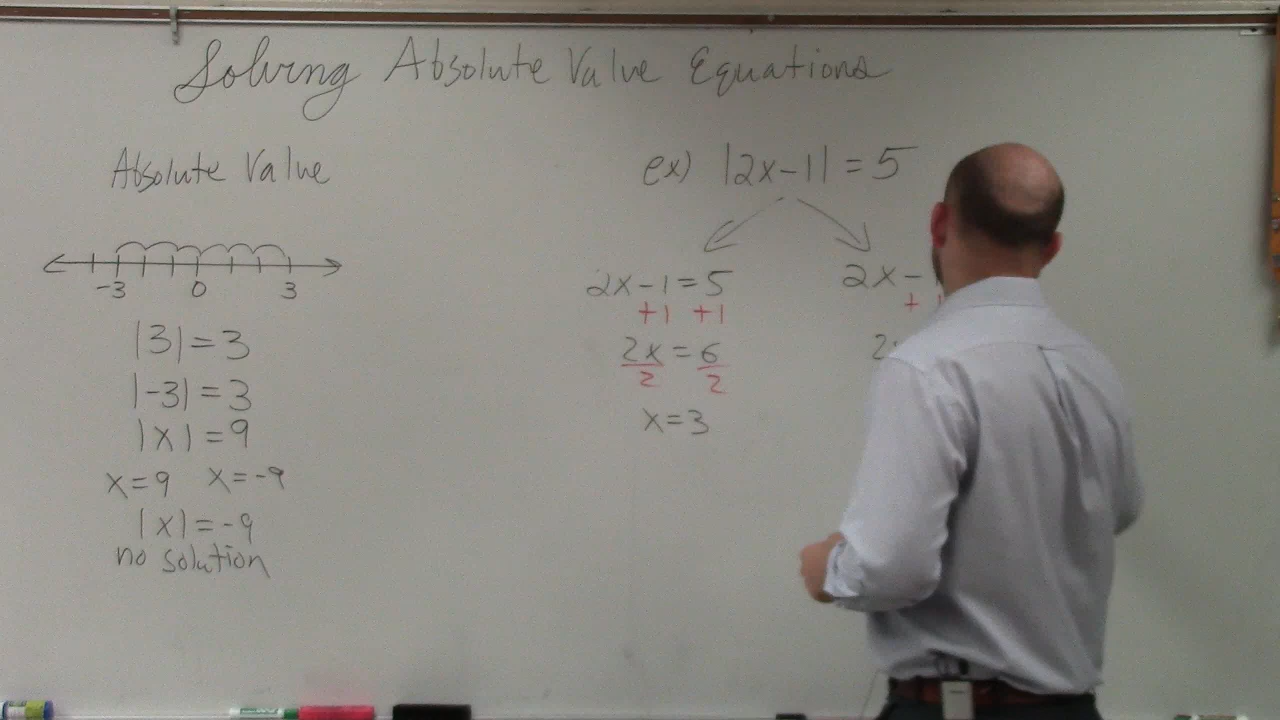 Solving Absolute Value Equations
Absolute Value
-3 0 3
|3| = 3
|-3| = 3
|x| = 9
x = 9 x = -9
|x| = -9
no solution
ex) |2x-1| = 5
2x-1 = 5
+1 +1
2x = 6
2 2
x = 3
2x-
+
2